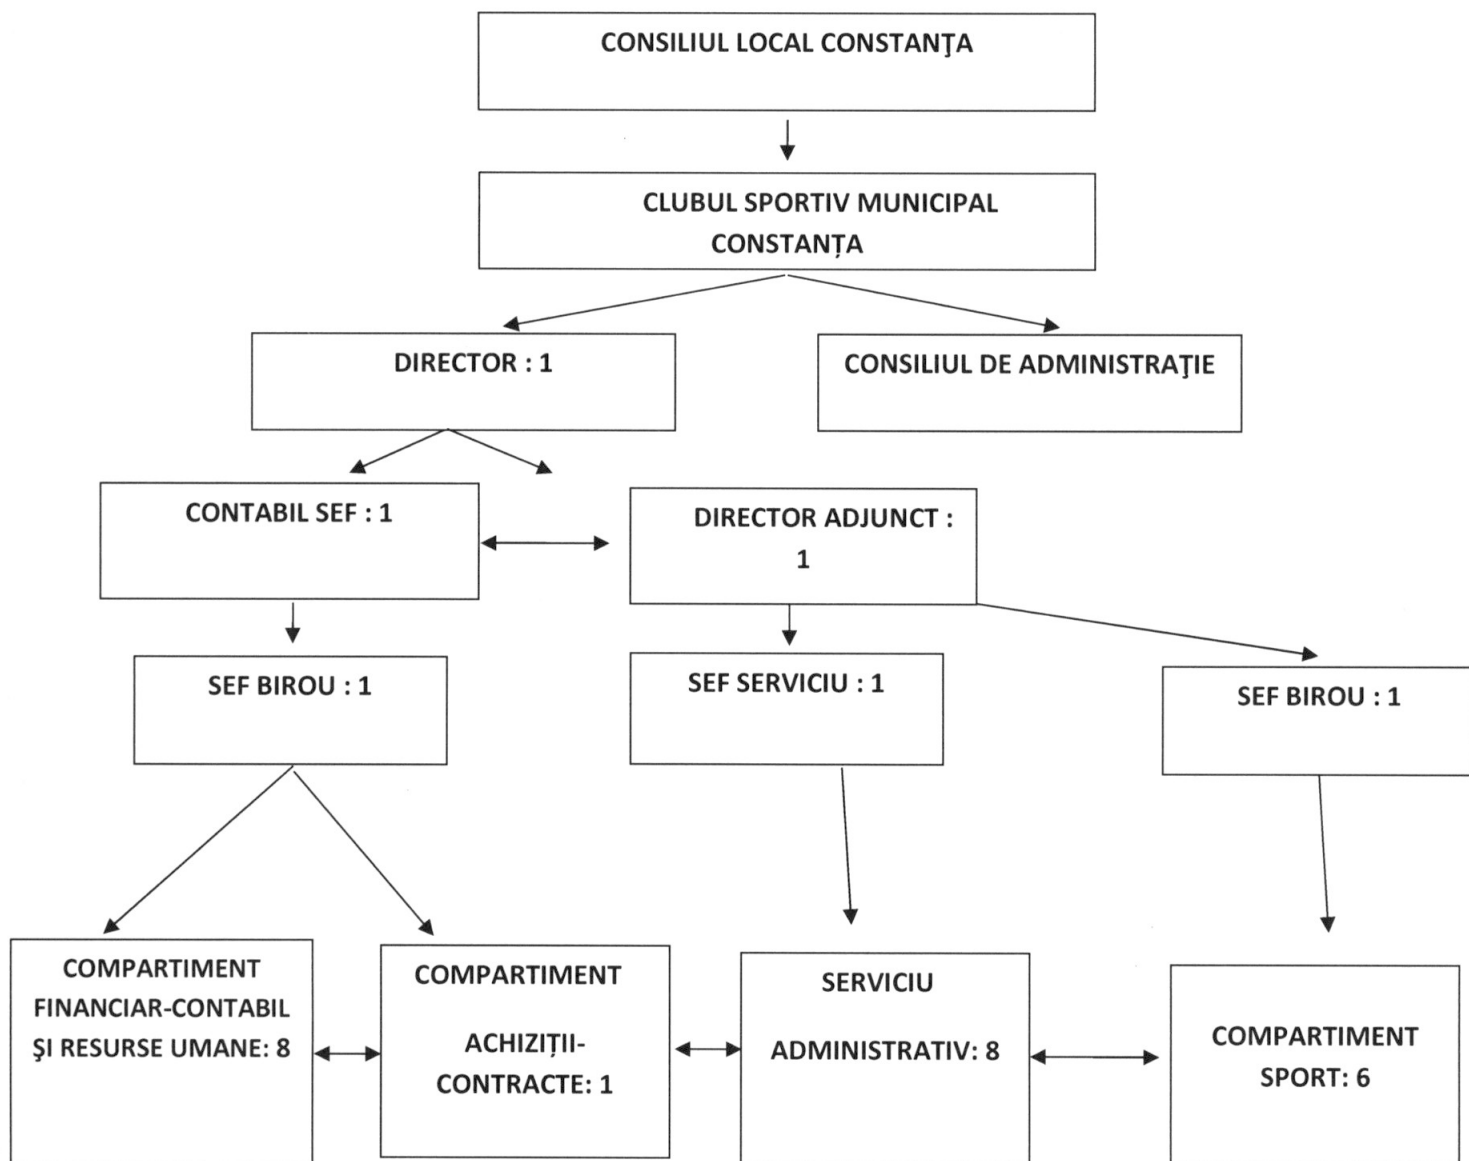 CONSILIUL LOCAL CONSTANŢA
CLUBUL SPORTIV MUNICIPAL
CONSTANȚA
DIRECTOR : 1
CONSILIUL DE ADMINISTRAŢIE
CONTABIL SEF : 1
DIRECTOR ADJUNCT :
1
SEF BIROU : 1
SEF SERVICIU : 1
SEF BIROU : 1
COMPARTIMENT
FINANCIAR-CONTABIL
ŞI RESURSE UMANE: 8
COMPARTIMENT
ACHIZIȚII-
CONTRACTE: 1
SERVICIU
ADMINISTRATIV: 8
COMPARTIMENT
SPORT: 6